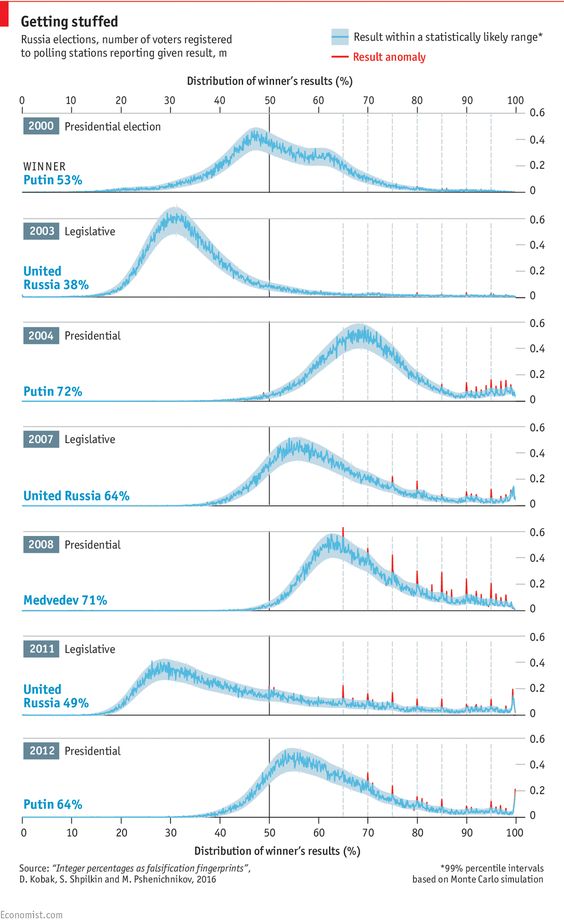 Getting stuffed
Russia elections, number of voters registered
to polling stations reporting given result, m
Result within a statistically likely range*
Result anomaly
Distribution of winner's results (%)
0 10 20 30 40 50 60 70 80 90 100
0.6
2000 Presidential election
0.4
WINNER
0.2
Putin 53%
0
0.6
2003 Legislative
0.4
United
0.2
Russia 38%
0
0.6
2004 Presidential
0.4
0.2
Putin 72%
0
0.6
2007 Legislative
0.4
0.2
United Russia 64%
0
0.6
2008 Presidential
0.4
0.2
Medvedev 71%
0
0.6
2011 Legislative
0.4
United
0.2
Russia 49%
0
0.6
2012 Presidential
0.4
0.2
Putin 64%
0
0 10 20 30 40 50 60 70 80 90 100
Distribution of winner's results (%)
Source: "Integer percentages as falsification fingerprints",
D. Kobak, S. Shpilkin and M. Pshenichnikov, 2016
*99% percentile intervals
based on Monte Carlo simulation
Economist.com